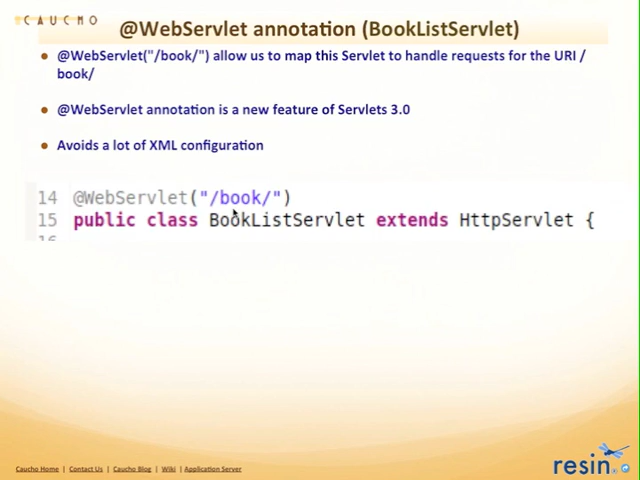 CAUCHO
@WebServlet annotation (BookListServlet)
@WebServlet("/book/") allow us to map this Servlet to handle requests for the URI /
book/
@WebServlet annotation is a new feature of Servlets 3.0
Avoids a lot of XML configuration
14 @WebServlet("/book/")
15 public class BookListServlet extends HttpServlet {
Caucho Home | Contact Us | Caucho Blog | Wiki | Application Server
resin